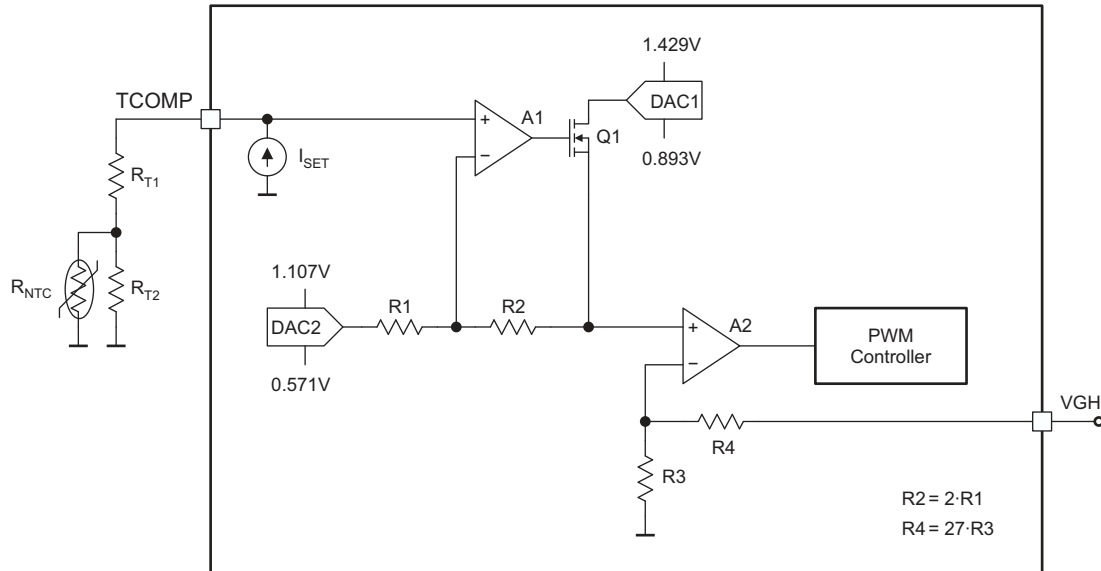 1.429V
TCOMP
A1
DAC1
Q1
I_SET
0.893V
R_T1
R_NTC
R_T2
1.107V
R1
R2
DAC2
A2
PWM
Controller
0.571V
VGH
R4
R3
R2 = 2·R1
R4 = 27·R3
+
−
+
−